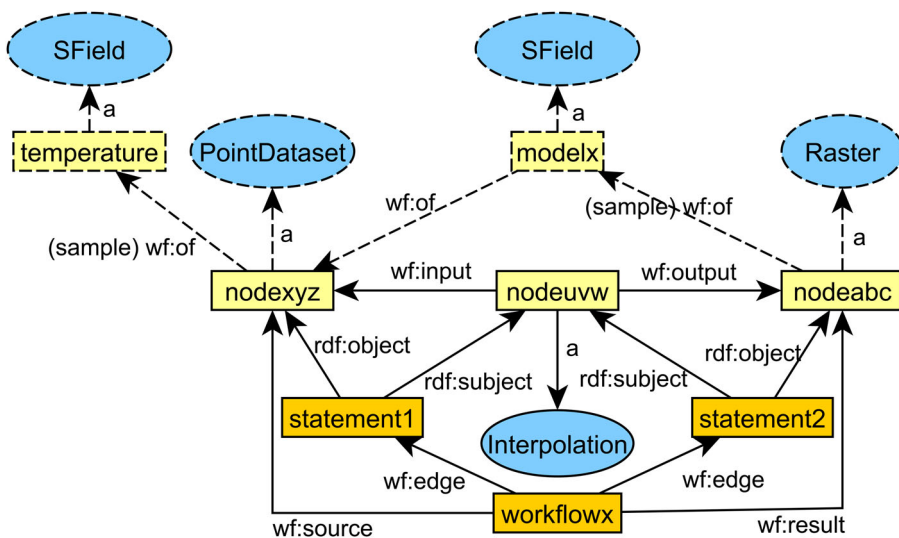 SField
SField
a
a
temperature
PointDataset
modelx
Raster
wf:of
(sample) wf:of
(sample) wf:of
a
a
wf:input
wf:output
nodexyz
nodeuvw
nodeabc
rdf:object
a
rdf:object
rdf:subject
rdf:subject
statement1
statement2
Interpolation
wf:edge
wf:edge
workflowx
wf:source
wf:result